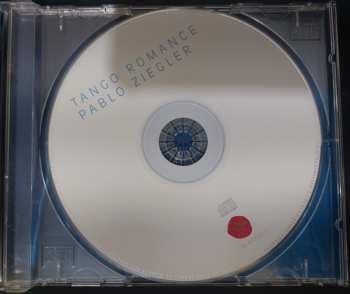 TANGO ROMANCE
PABLO ZIEGLER